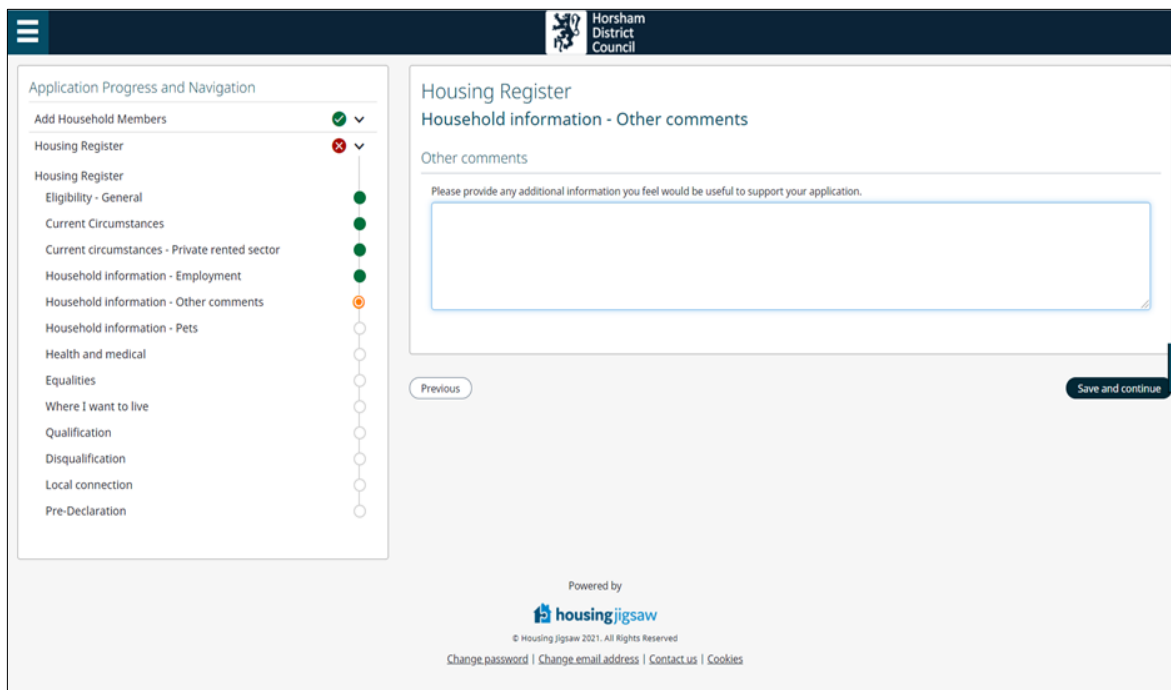 Horsham
District
Council
Application Progress and Navigation
Add Household Members
Housing Register
Housing Register
Eligibility - General
Current Circumstances
Current circumstances - Private rented sector
Household information - Employment
Household information - Other comments
Household information - Pets
Health and medical
Equalities
Where I want to live
Qualification
Disqualification
Local connection
Pre-Declaration
Housing Register
Household information - Other comments
Other comments
Please provide any additional information you feel would be useful to support your application.
Previous
Save and continue
Powered by
housingjigsaw
© Housing Jigsaw 2021. All Rights Reserved
Change password | Change email address | Contact us | Cookies